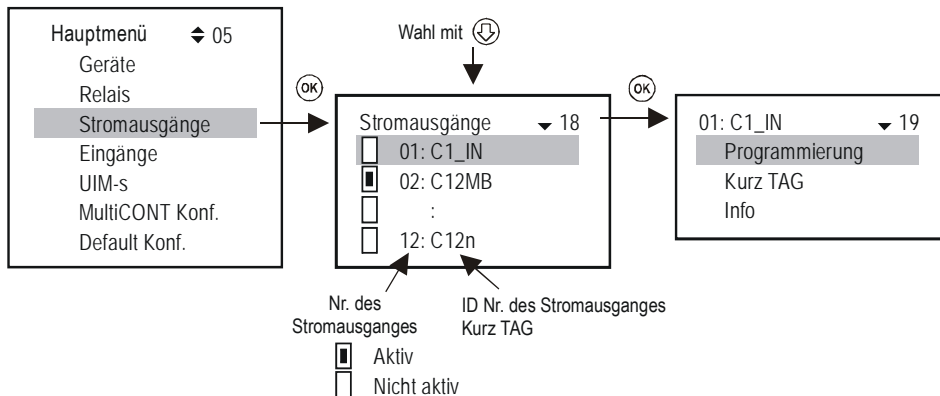 Hauptmenü 05
Geräte
Relais
Stromausgänge
Eingänge
UIM-s
MultiCONT Konf.
Default Konf.
OK
Wahl mit
Stromausgänge 18
01: C1_IN
02: C12MB
:
12: C12n
Nr. des
Stromausganges
ID Nr. des Stromausganges
Kurz TAG
Aktiv
Nicht aktiv
OK
01: C1_IN 19
Programmierung
Kurz TAG
Info